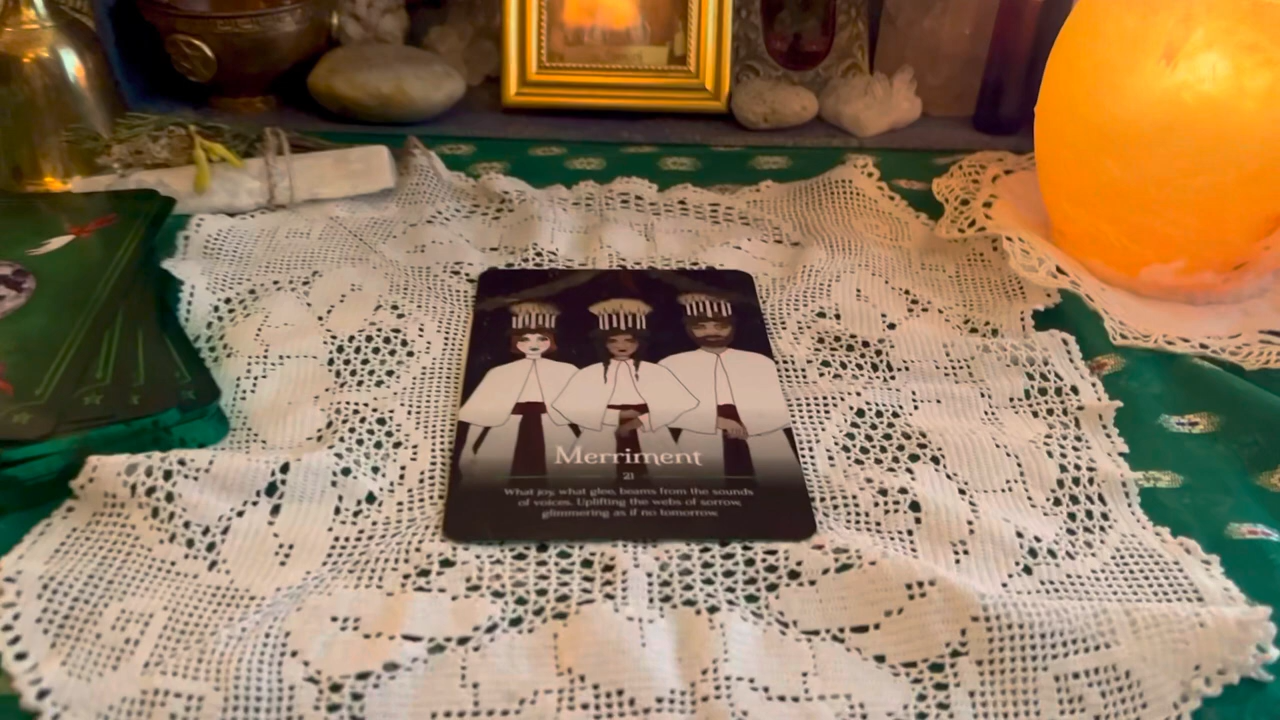 Merriment
21
What joy, what glee, beams from the sounds
of voices. Uplifting the webs of sorrow,
glimmering as if no tomorrow.